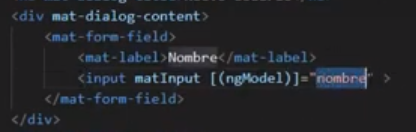 <div mat-dialog-content>
<mat-form-field>
<mat-label>Nombre</mat-label>
<input matInput [(ngModel)]="nombre" >
</mat-form-field>
</div>